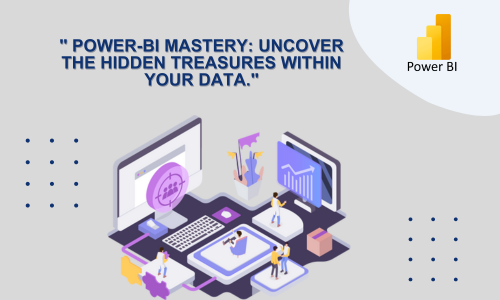 " POWER-BI MASTERY: UNCOVER
THE HIDDEN TREASURES WITHIN
YOUR DATA."
Power BI